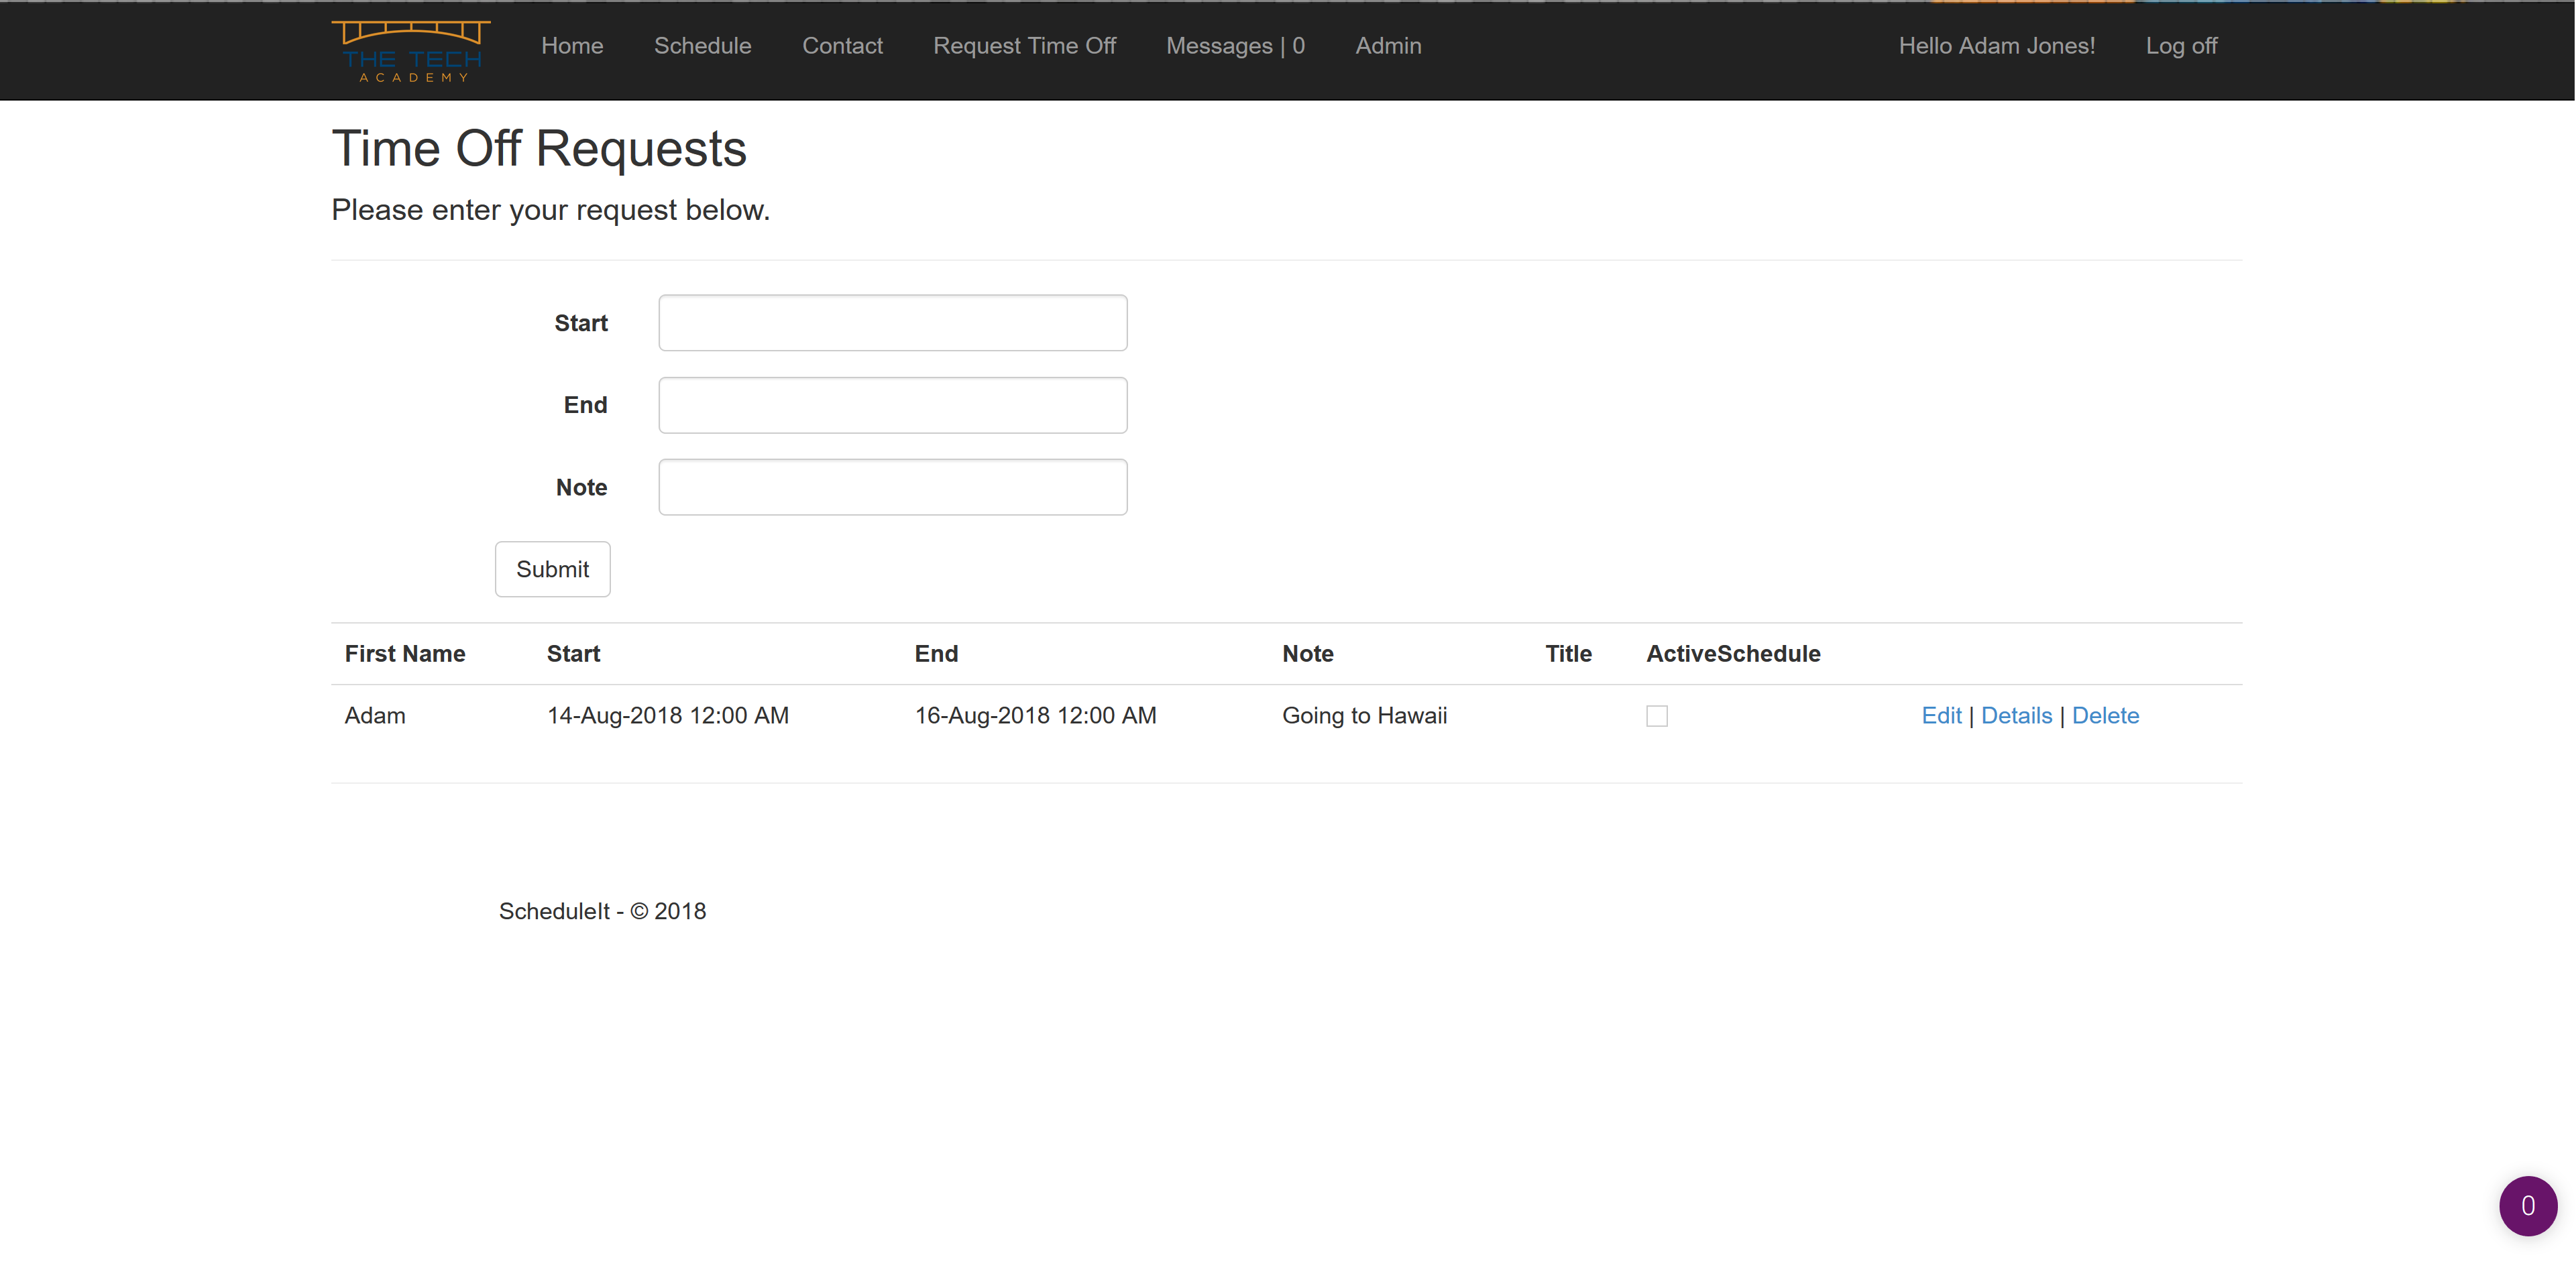 THE TECH
ACADEMY
Home Schedule Contact Request Time Off Messages | 0 Admin Hello Adam Jones! Log off
Time Off Requests
Please enter your request below.
Start
End
Note
Submit
First Name Start End Note Title ActiveSchedule
Adam 14-Aug-2018 12:00 AM 16-Aug-2018 12:00 AM Going to Hawaii Edit | Details | Delete
ScheduleIt - © 2018
0